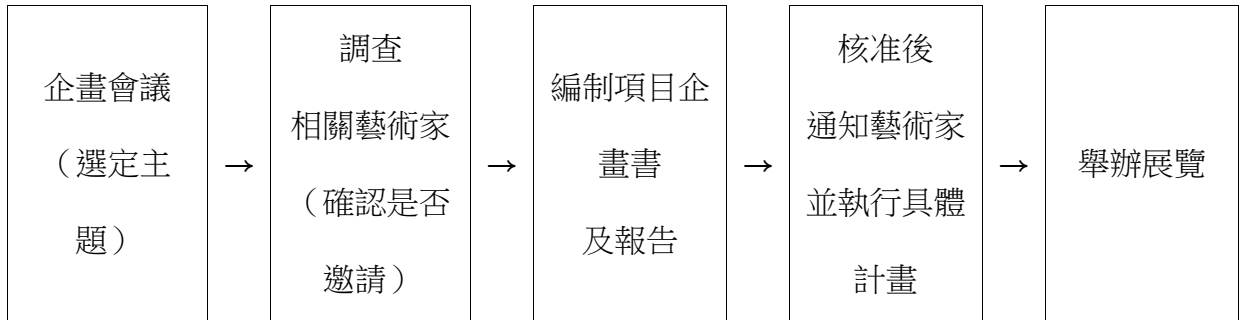 企畫會議
（選定主
題）
→
調查
相關藝術家
（確認是否
邀請）
→
編制項目企
畫書
及報告
→
核准後
通知藝術家
並執行具體
計畫
→
舉辦展覽